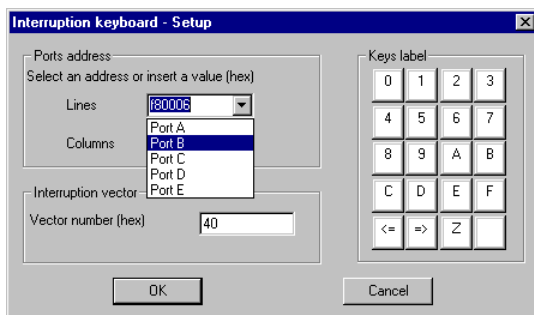 Interruption keyboard - Setup
Ports address
Select an address or insert a value (hex)
Lines f80006
Port A
Port B
Port C
Port D
Port E
Columns
Interruption vector
Vector number (hex) 40
Keys label
0 1 2 3
4 5 6 7
8 9 A B
C D E F
<= => Z
OK
Cancel